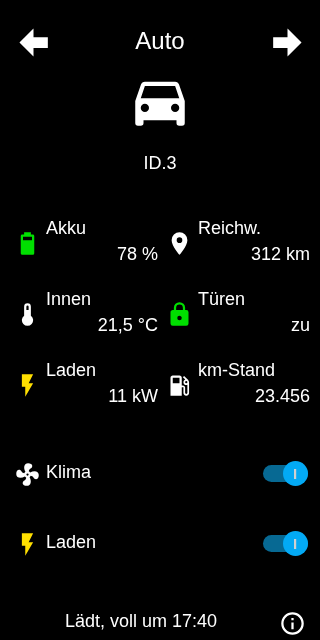 Auto
ID.3
Akku
78 %
Reichw.
312 km
Innen
21,5 °C
Türen
zu
Laden
11 kW
km-Stand
23.456
Klima
Laden
Lädt, voll um 17:40